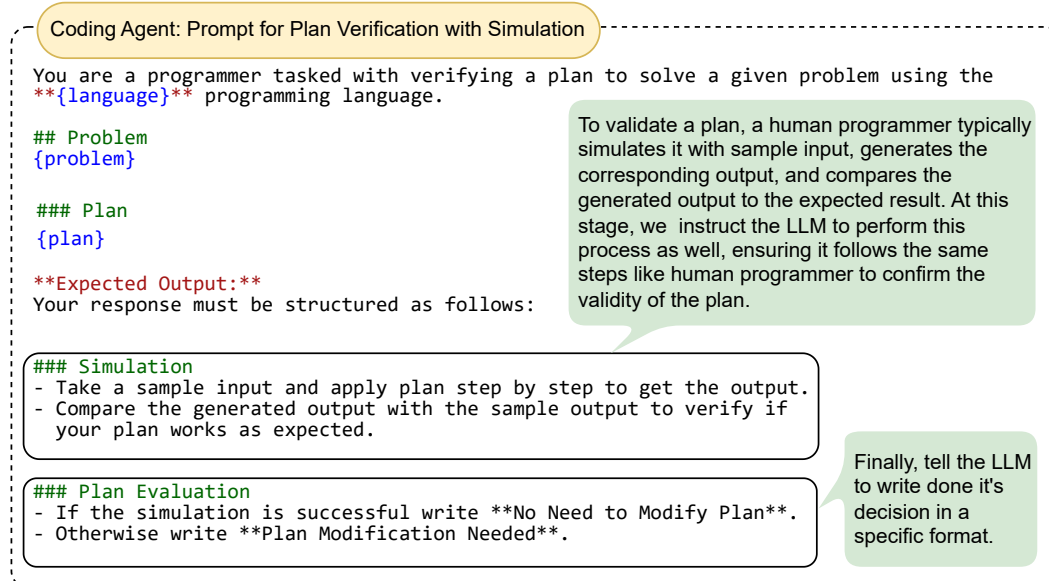 Coding Agent: Prompt for Plan Verification with Simulation
You are a programmer tasked with verifying a plan to solve a given problem using the
**{language}** programming language.
## Problem
{problem}
### Plan
{plan}
**Expected Output:**
Your response must be structured as follows:
To validate a plan, a human programmer typically
simulates it with sample input, generates the
corresponding output, and compares the
generated output to the expected result. At this
stage, we  instruct the LLM to perform this
process as well, ensuring it follows the same
steps like human programmer to confirm the
validity of the plan.
### Simulation
- Take a sample input and apply plan step by step to get the output.
- Compare the generated output with the sample output to verify if
your plan works as expected.
### Plan Evaluation
- If the simulation is successful write **No Need to Modify Plan**.
- Otherwise write **Plan Modification Needed**.
Finally, tell the LLM
to write done it's
decision in a
specific format.